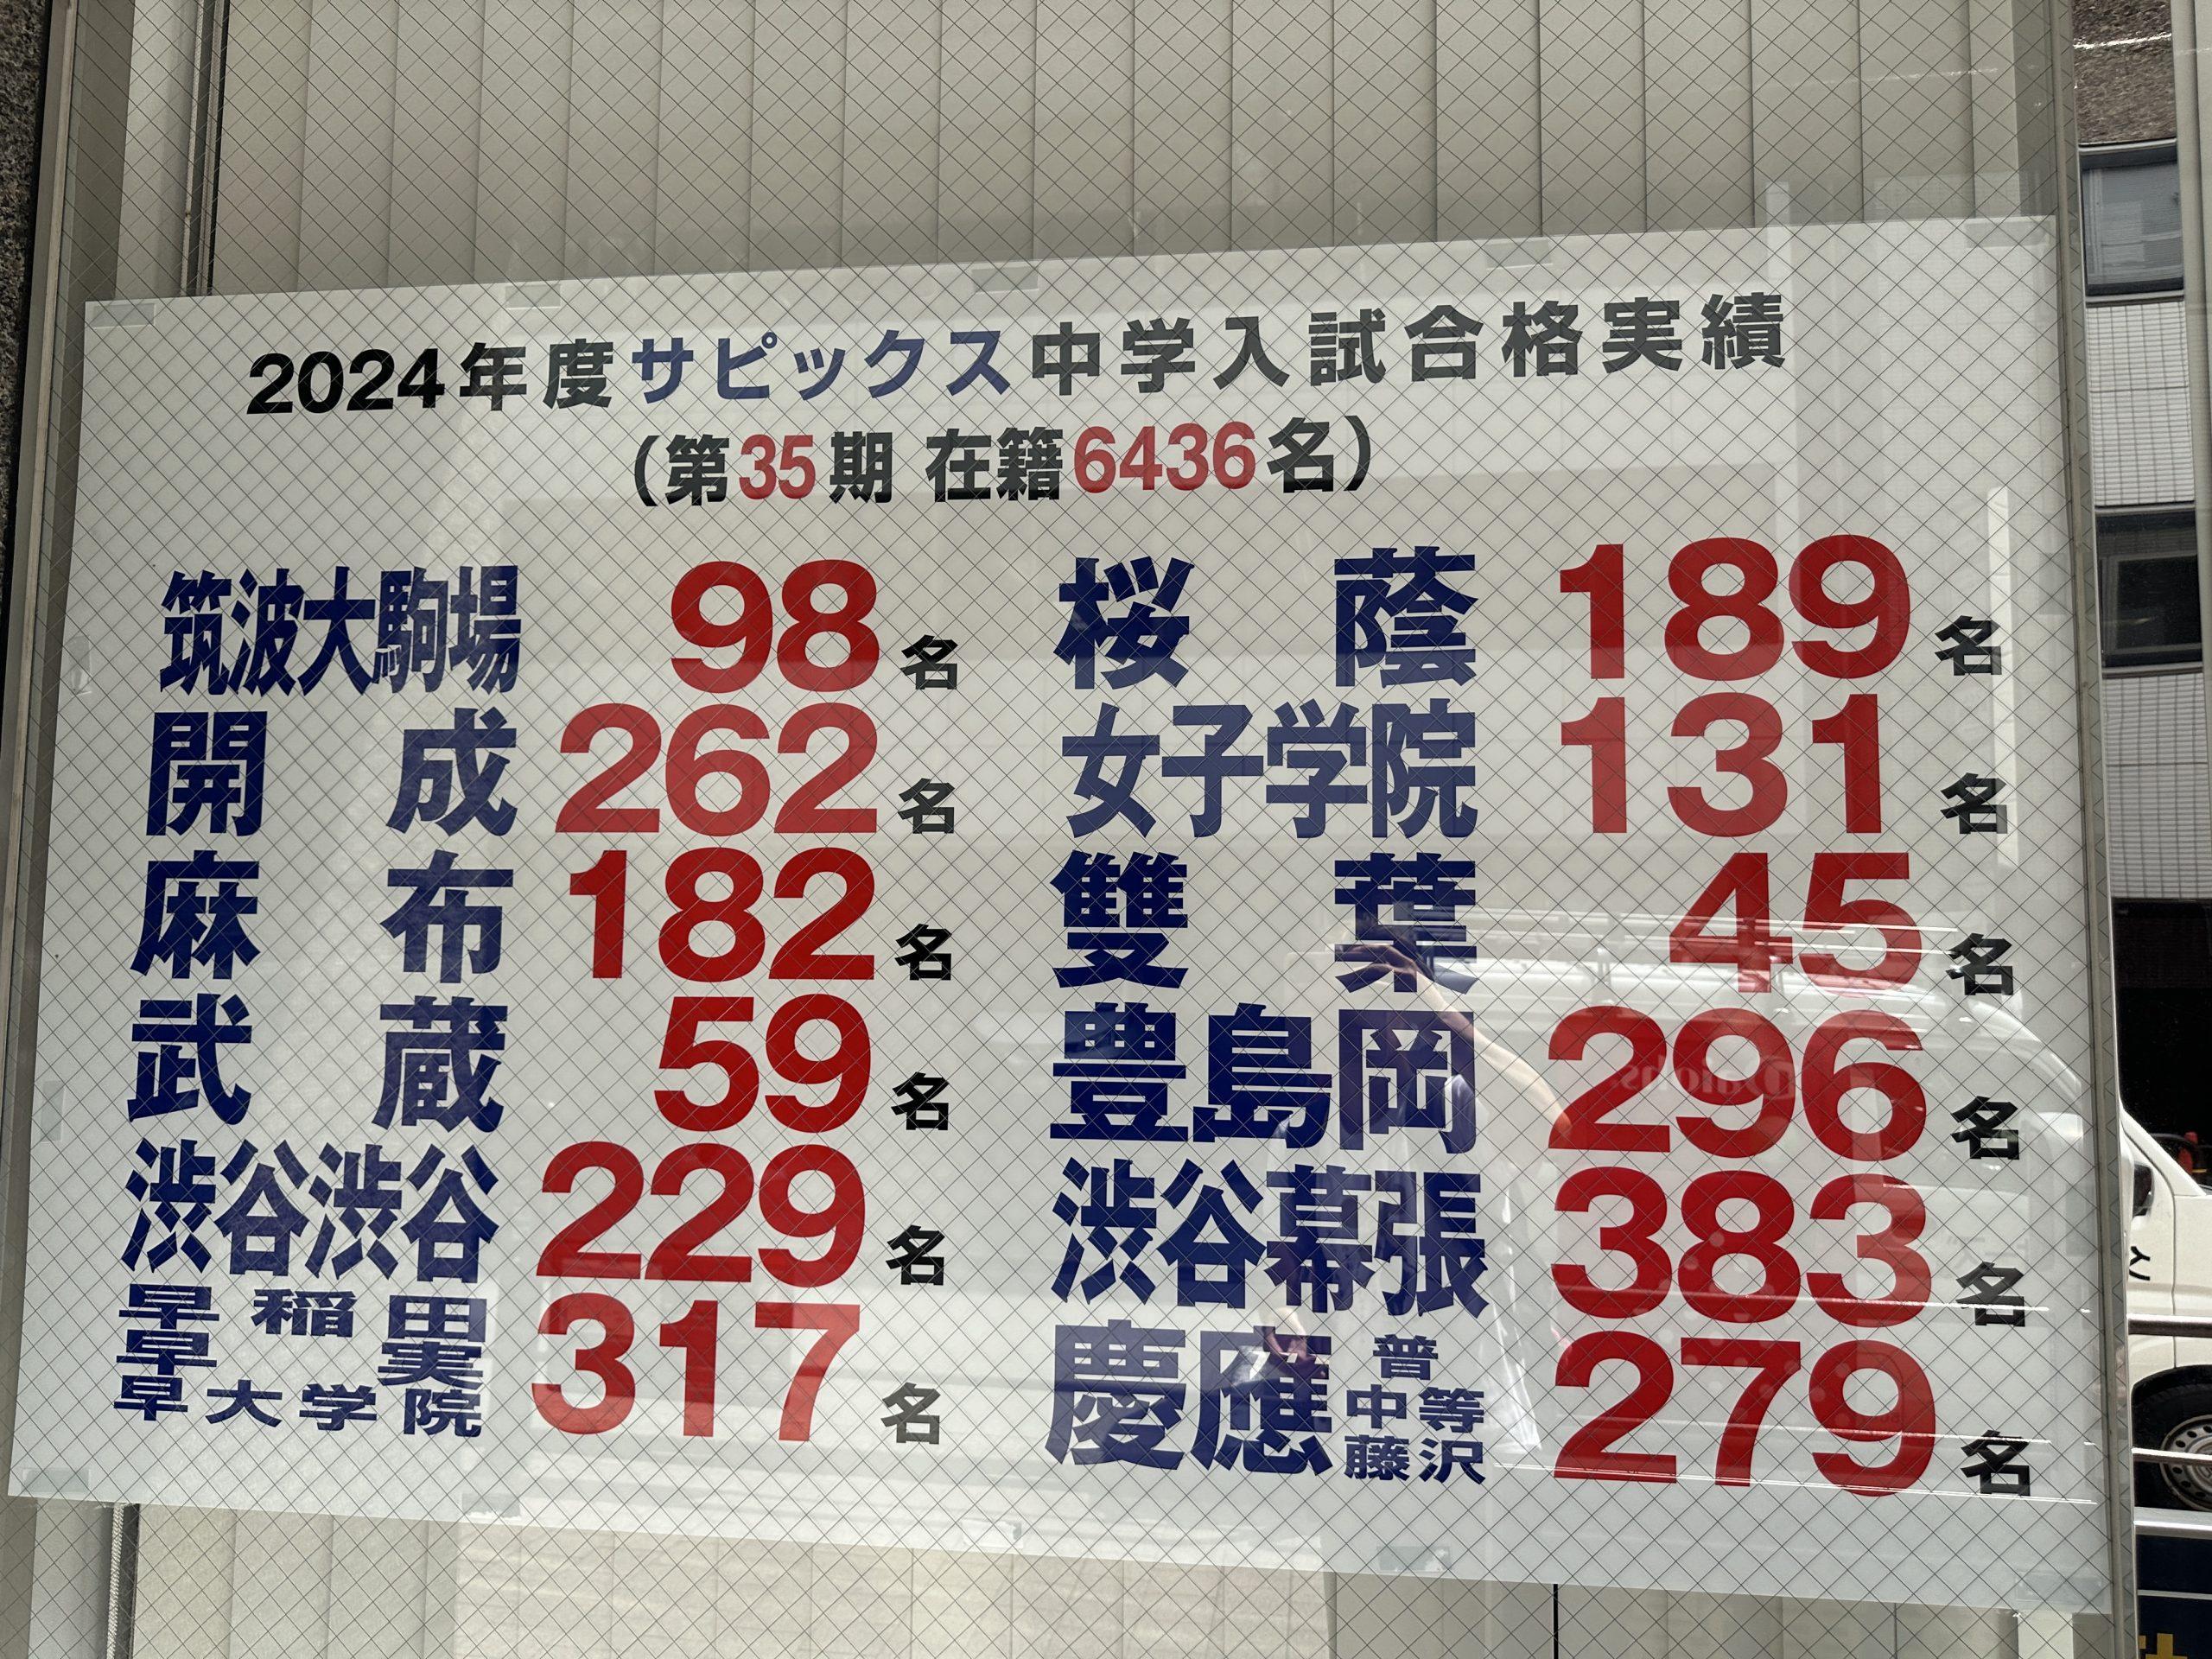 2024年度サピックス中学入試合格実績
(第35期 在籍6436名)
筑波大駒場 98名
開成 262名
麻布 182名
武蔵 59名
渋谷渋谷 229名
早稲田
早実
早大学院
317名
桜蔭 189名
女子学院 131名
雙葉 45名
豊島岡 296名
渋谷幕張 383名
慶應
普
中等
藤沢
279名